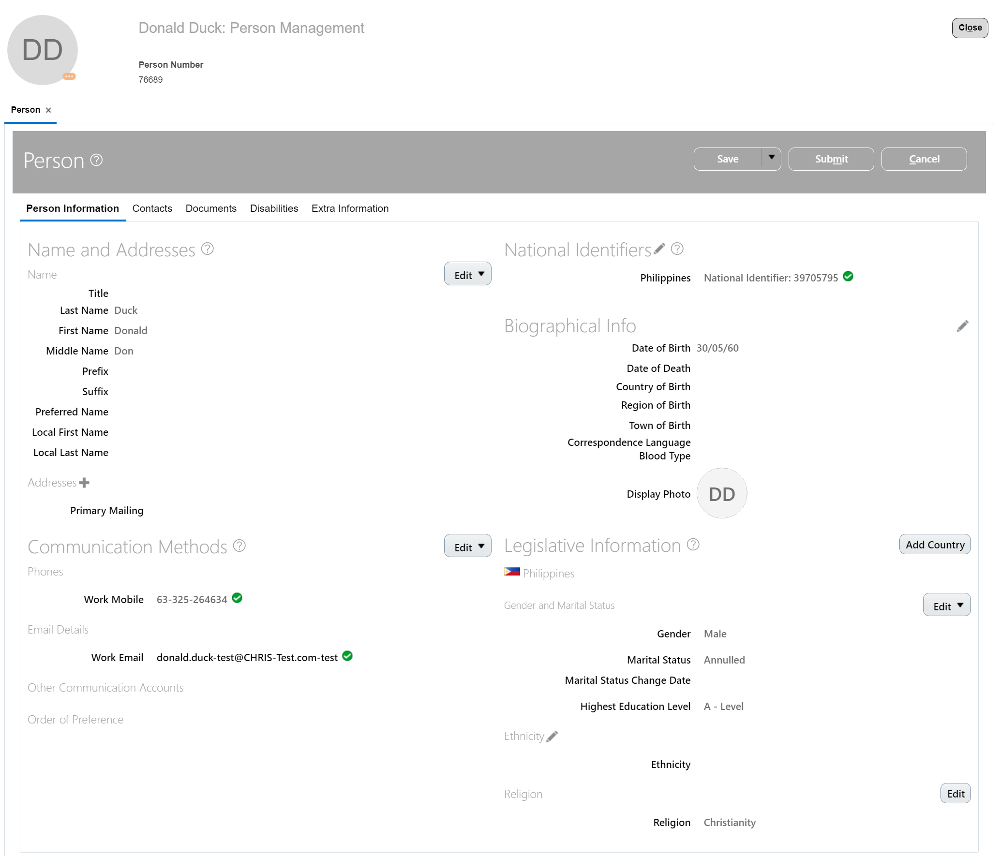 DD
Donald Duck: Person Management
Close
Person Number
76689
Person
Person
Save
Submit
Cancel
Person Information Contacts Documents Disabilities Extra Information
Name and Addresses
Name
Edit
Title
Last Name Duck
First Name Donald
Middle Name Don
Prefix
Suffix
Preferred Name
Local First Name
Local Last Name
Addresses
Primary Mailing
National Identifiers
Philippines National Identifier: 39705795
Biographical Info
Date of Birth 30/05/60
Date of Death
Country of Birth
Region of Birth
Town of Birth
Correspondence Language
Blood Type
Display Photo DD
Communication Methods
Edit
Phones
Work Mobile 63-325-264634
Email Details
Work Email donald.duck-test@CHRIS-Test.com-test
Other Communication Accounts
Order of Preference
Legislative Information
Add Country
Philippines
Gender and Marital Status
Edit
Gender Male
Marital Status Annulled
Marital Status Change Date
Highest Education Level A - Level
Ethnicity
Ethnicity
Religion
Edit
Religion Christianity